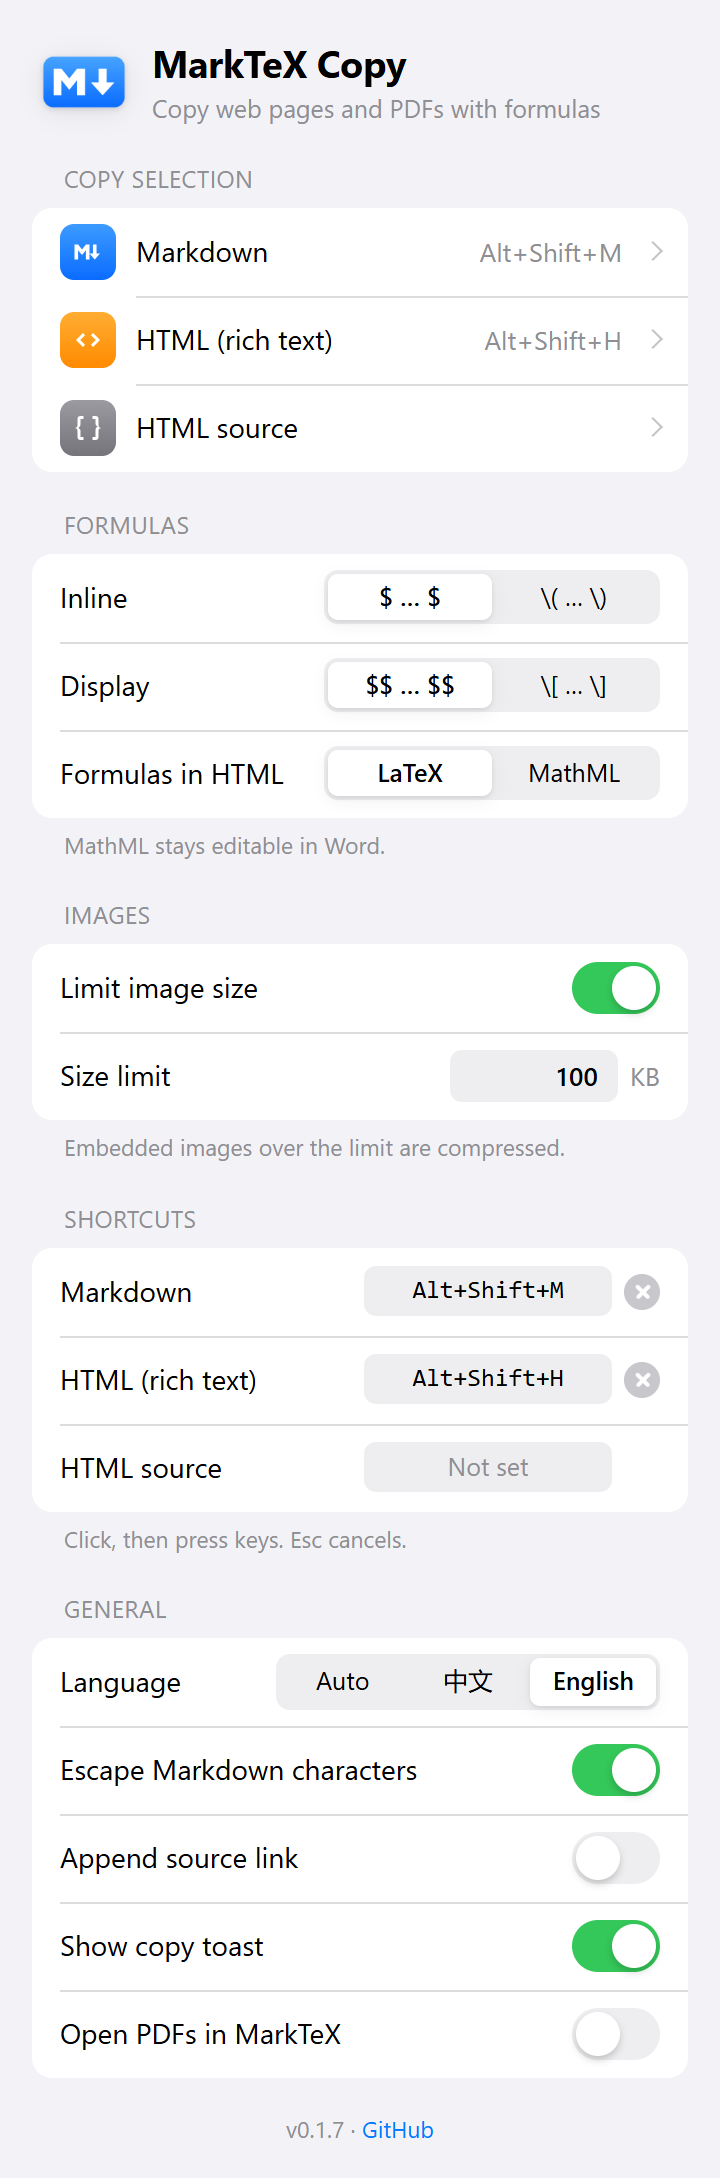 MarkTeX Copy
Copy web pages and PDFs with formulas
COPY SELECTION
M↓ Markdown Alt+Shift+M
<> HTML (rich text) Alt+Shift+H
{ } HTML source
FORMULAS
Inline $ ... $ \( ... \)
Display $$ ... $$ \[ ... \]
Formulas in HTML LaTeX MathML
MathML stays editable in Word.
IMAGES
Limit image size
Size limit 100 KB
Embedded images over the limit are compressed.
SHORTCUTS
Markdown Alt+Shift+M
HTML (rich text) Alt+Shift+H
HTML source Not set
Click, then press keys. Esc cancels.
GENERAL
Language Auto 中文 English
Escape Markdown characters
Append source link
Show copy toast
Open PDFs in MarkTeX
v0.1.7 · GitHub